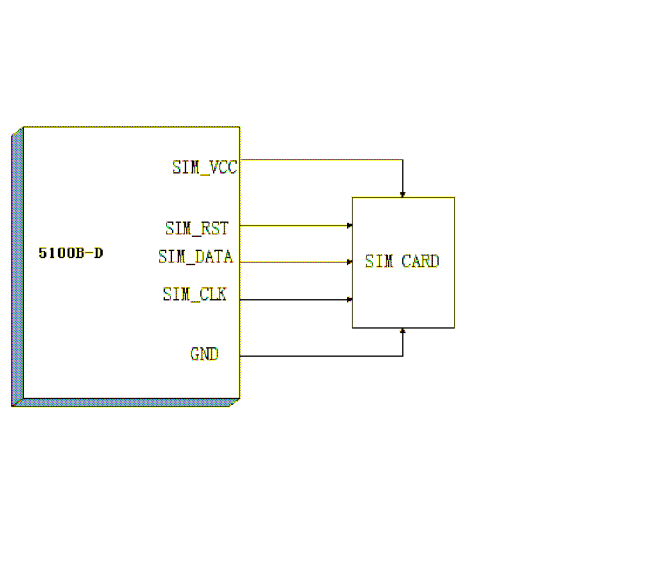 SIM_VCC
SIM_RST
5100B-D
SIM_DATA
SIM CARD
SIM_CLK
GND